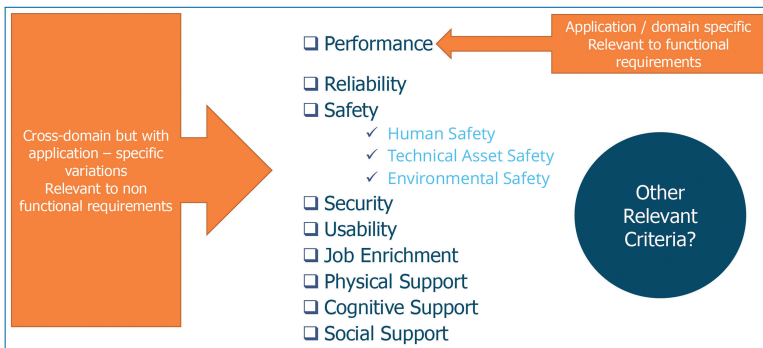 Cross-domain but with
application – specific
variations
Relevant to non
functional requirements
❑ Performance
Application / domain specific
Relevant to functional
requirements
❑ Reliability
❑ Safety
✓ Human Safety
✓ Technical Asset Safety
✓ Environmental Safety
❑ Security
❑ Usability
❑ Job Enrichment
❑ Physical Support
❑ Cognitive Support
❑ Social Support
Other
Relevant
Criteria?